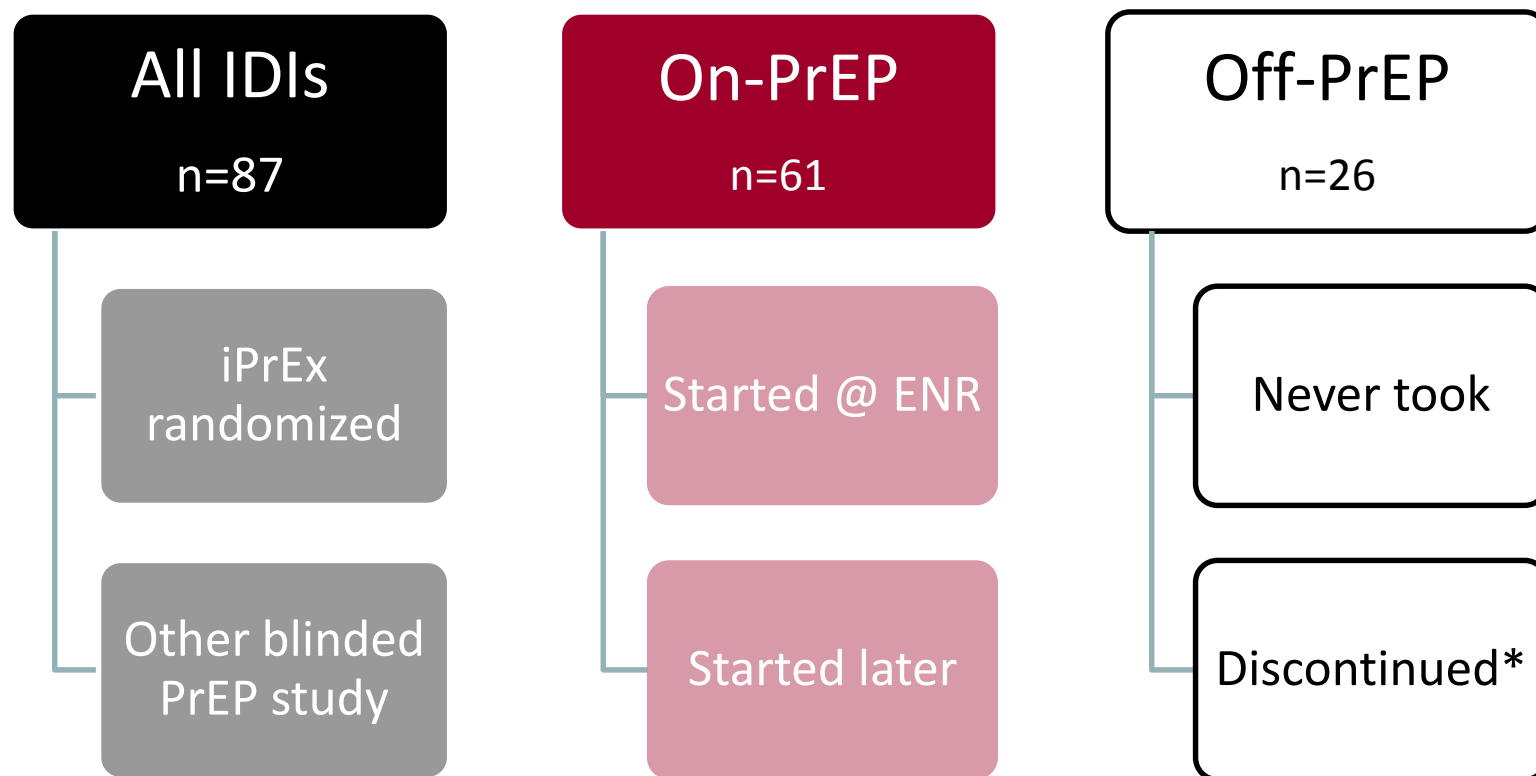 All IDIs
n=87
iPrEx
randomized
Other blinded
PrEP study
On-PrEP
n=61
Started @ ENR
Started later
Off-PrEP
n=26
Never took
Discontinued*